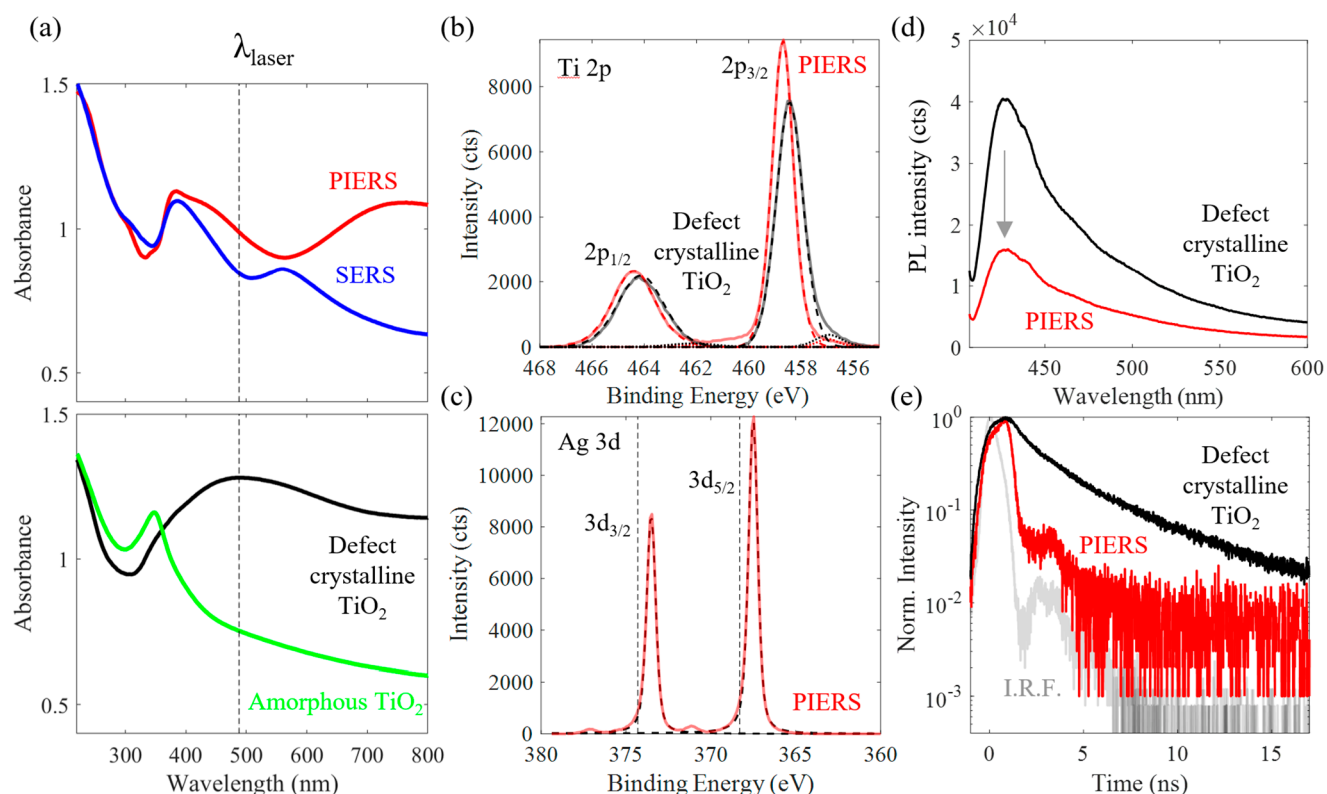 (a)
λlaser
1.5
1
0.5
Absorbance
PIERS
SERS
1.5
1
0.5
Absorbance
Defect
crystalline
TiO2
Amorphous TiO2
300 400 500 600 700 800
Wavelength (nm)
(b)
Ti 2p
2p3/2
PIERS
2p1/2
Defect
crystalline
TiO2
8000
6000
4000
2000
0
Intensity (cts)
468 466 464 462 460 458 456
Binding Energy (eV)
(c)
Ag 3d
3d5/2
3d3/2
PIERS
12000
10000
8000
6000
4000
2000
0
Intensity (cts)
379 375 370 365 360
Binding Energy (eV)
(d)
×10⁴
5
4
3
2
1
0
PL intensity (cts)
Defect
crystalline
TiO2
PIERS
450 500 550 600
Wavelength (nm)
(e)
10⁰
10⁻¹
10⁻²
10⁻³
Norm. Intensity
Defect
crystalline
TiO2
PIERS
I.R.F.
0 5 10 15
Time (ns)